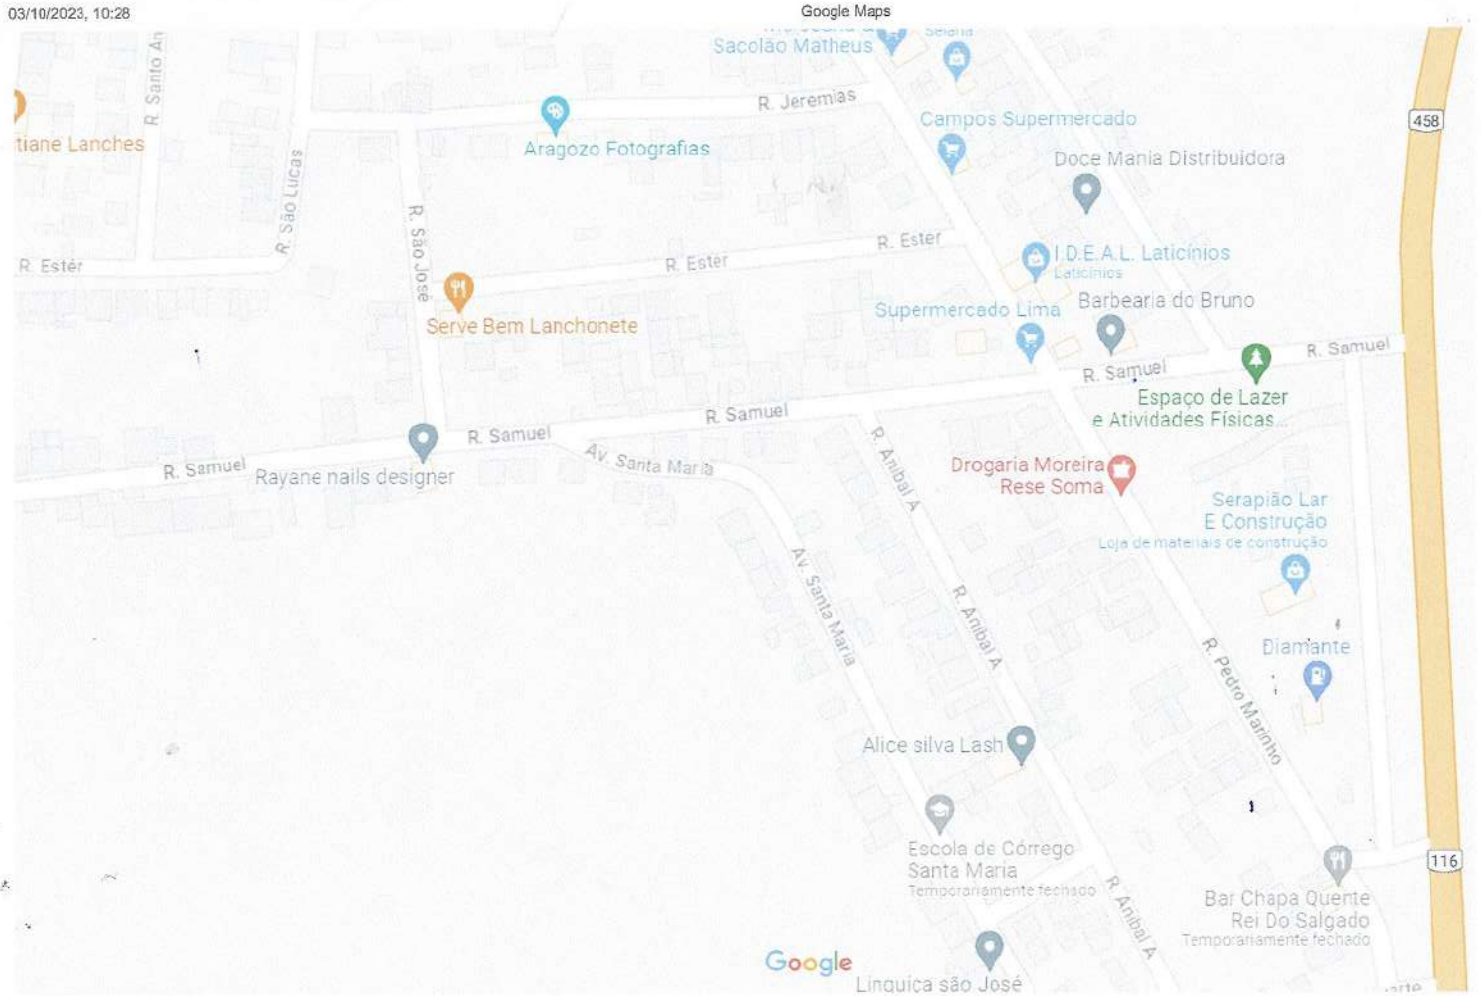 03/10/2023, 10:28
Google Maps
Sacolão Matheus
R. Santo An
R. Jeremias
458
Campos Supermercado
tiane Lanches
Aragozo Fotografias
Doce Mania Distribuidora
R. São Lucas
R. São José
R. Ester
R. Ester
R. Ester
I.D.E.A.L. Laticínios
Laticínios
Barbearia do Bruno
Supermercado Lima
Serve Bem Lanchonete
R. Samuel
R. Samuel
Espaço de Lazer
e Atividades Físicas...
R. Samuel
R. Samuel
R. Samuel
Rayane nails designer
Av. Santa Maria
R. Anibal A
Drogaria Moreira
Rese Soma
Serapião Lar
E Construção
Loja de materiais de construção
Av. Santa Maria
R. Anibal A
R. Pedro Marinho
Diamante
Alice silva Lash
Escola de Córrego
Santa Maria
Temporariamente fechado
116
R. Anibal A
Bar Chapa Quente
Rei Do Salgado
Temporariamente fechado
Google
Linguiça são José